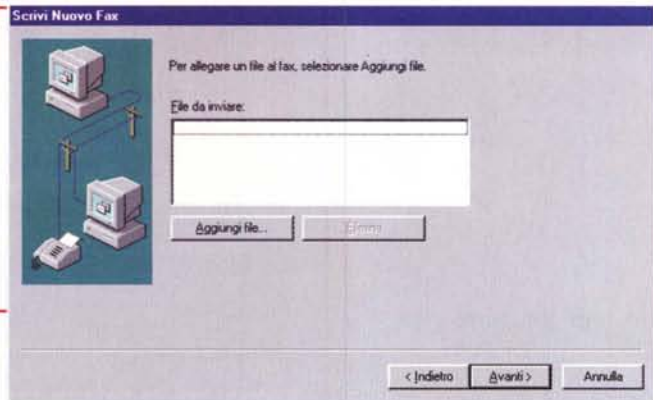 Scrivi Nuovo Fax
Per allegare un file al fax, selezionare Aggiungi file.
File da inviare:
Aggiungi file...
< Indietro
Avanti >
Annulla